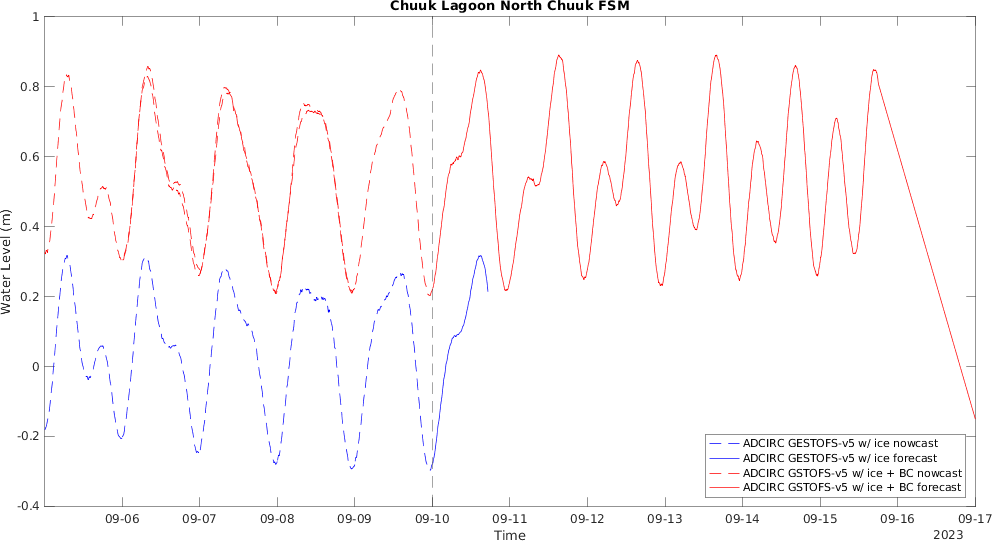 Chuuk Lagoon North Chuuk FSM
Water Level (m)
1
0.8
0.6
0.4
0.2
0
-0.2
-0.4
ADCIRC GESTOFS-v5 w/ ice nowcast
ADCIRC GESTOFS-v5 w/ ice forecast
ADCIRC GSTOFS-v5 w/ ice + BC nowcast
ADCIRC GSTOFS-v5 w/ ice + BC forecast
09-06 09-07 09-08 09-09 09-10 09-11 09-12 09-13 09-14 09-15 09-16 09-17
Time
2023